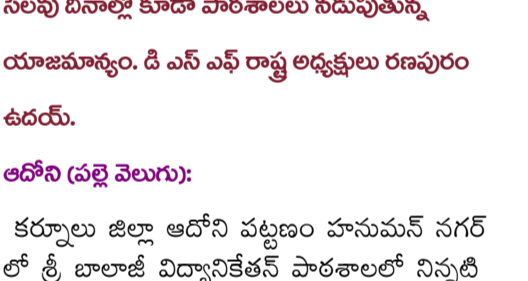 సెలవు దినాల్లో కూడా పాఠశాలలు నడుపుతున్న
యాజమాన్యం. డి ఎస్ ఎఫ్ రాష్ట్ర అధ్యక్షులు రణపురం
ఉదయ్.
ఆదోని (పల్లె వెలుగు):
కర్నూలు జిల్లా ఆదోని పట్టణం హనుమన్ నగర్
లో శ్రీ బాలాజీ విద్యానికేతన్ పాఠశాలలో నిన్నటి